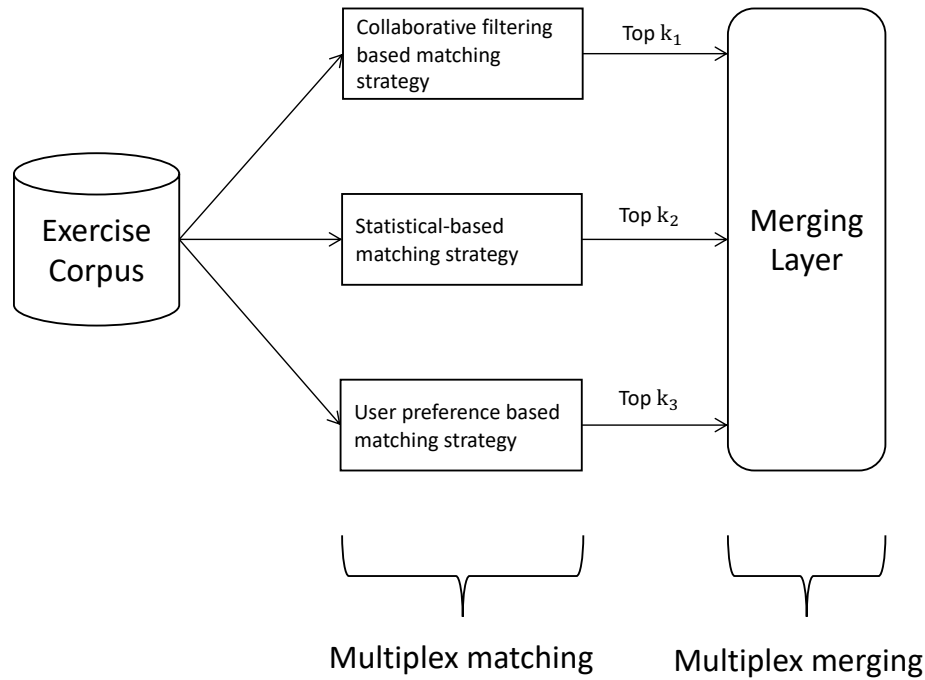 Collaborative filtering
based matching
strategy
Top k₁
Exercise
Corpus
Statistical-based
matching strategy
Top k₂
Merging
Layer
User preference based
matching strategy
Top k₃
Multiplex matching
Multiplex merging